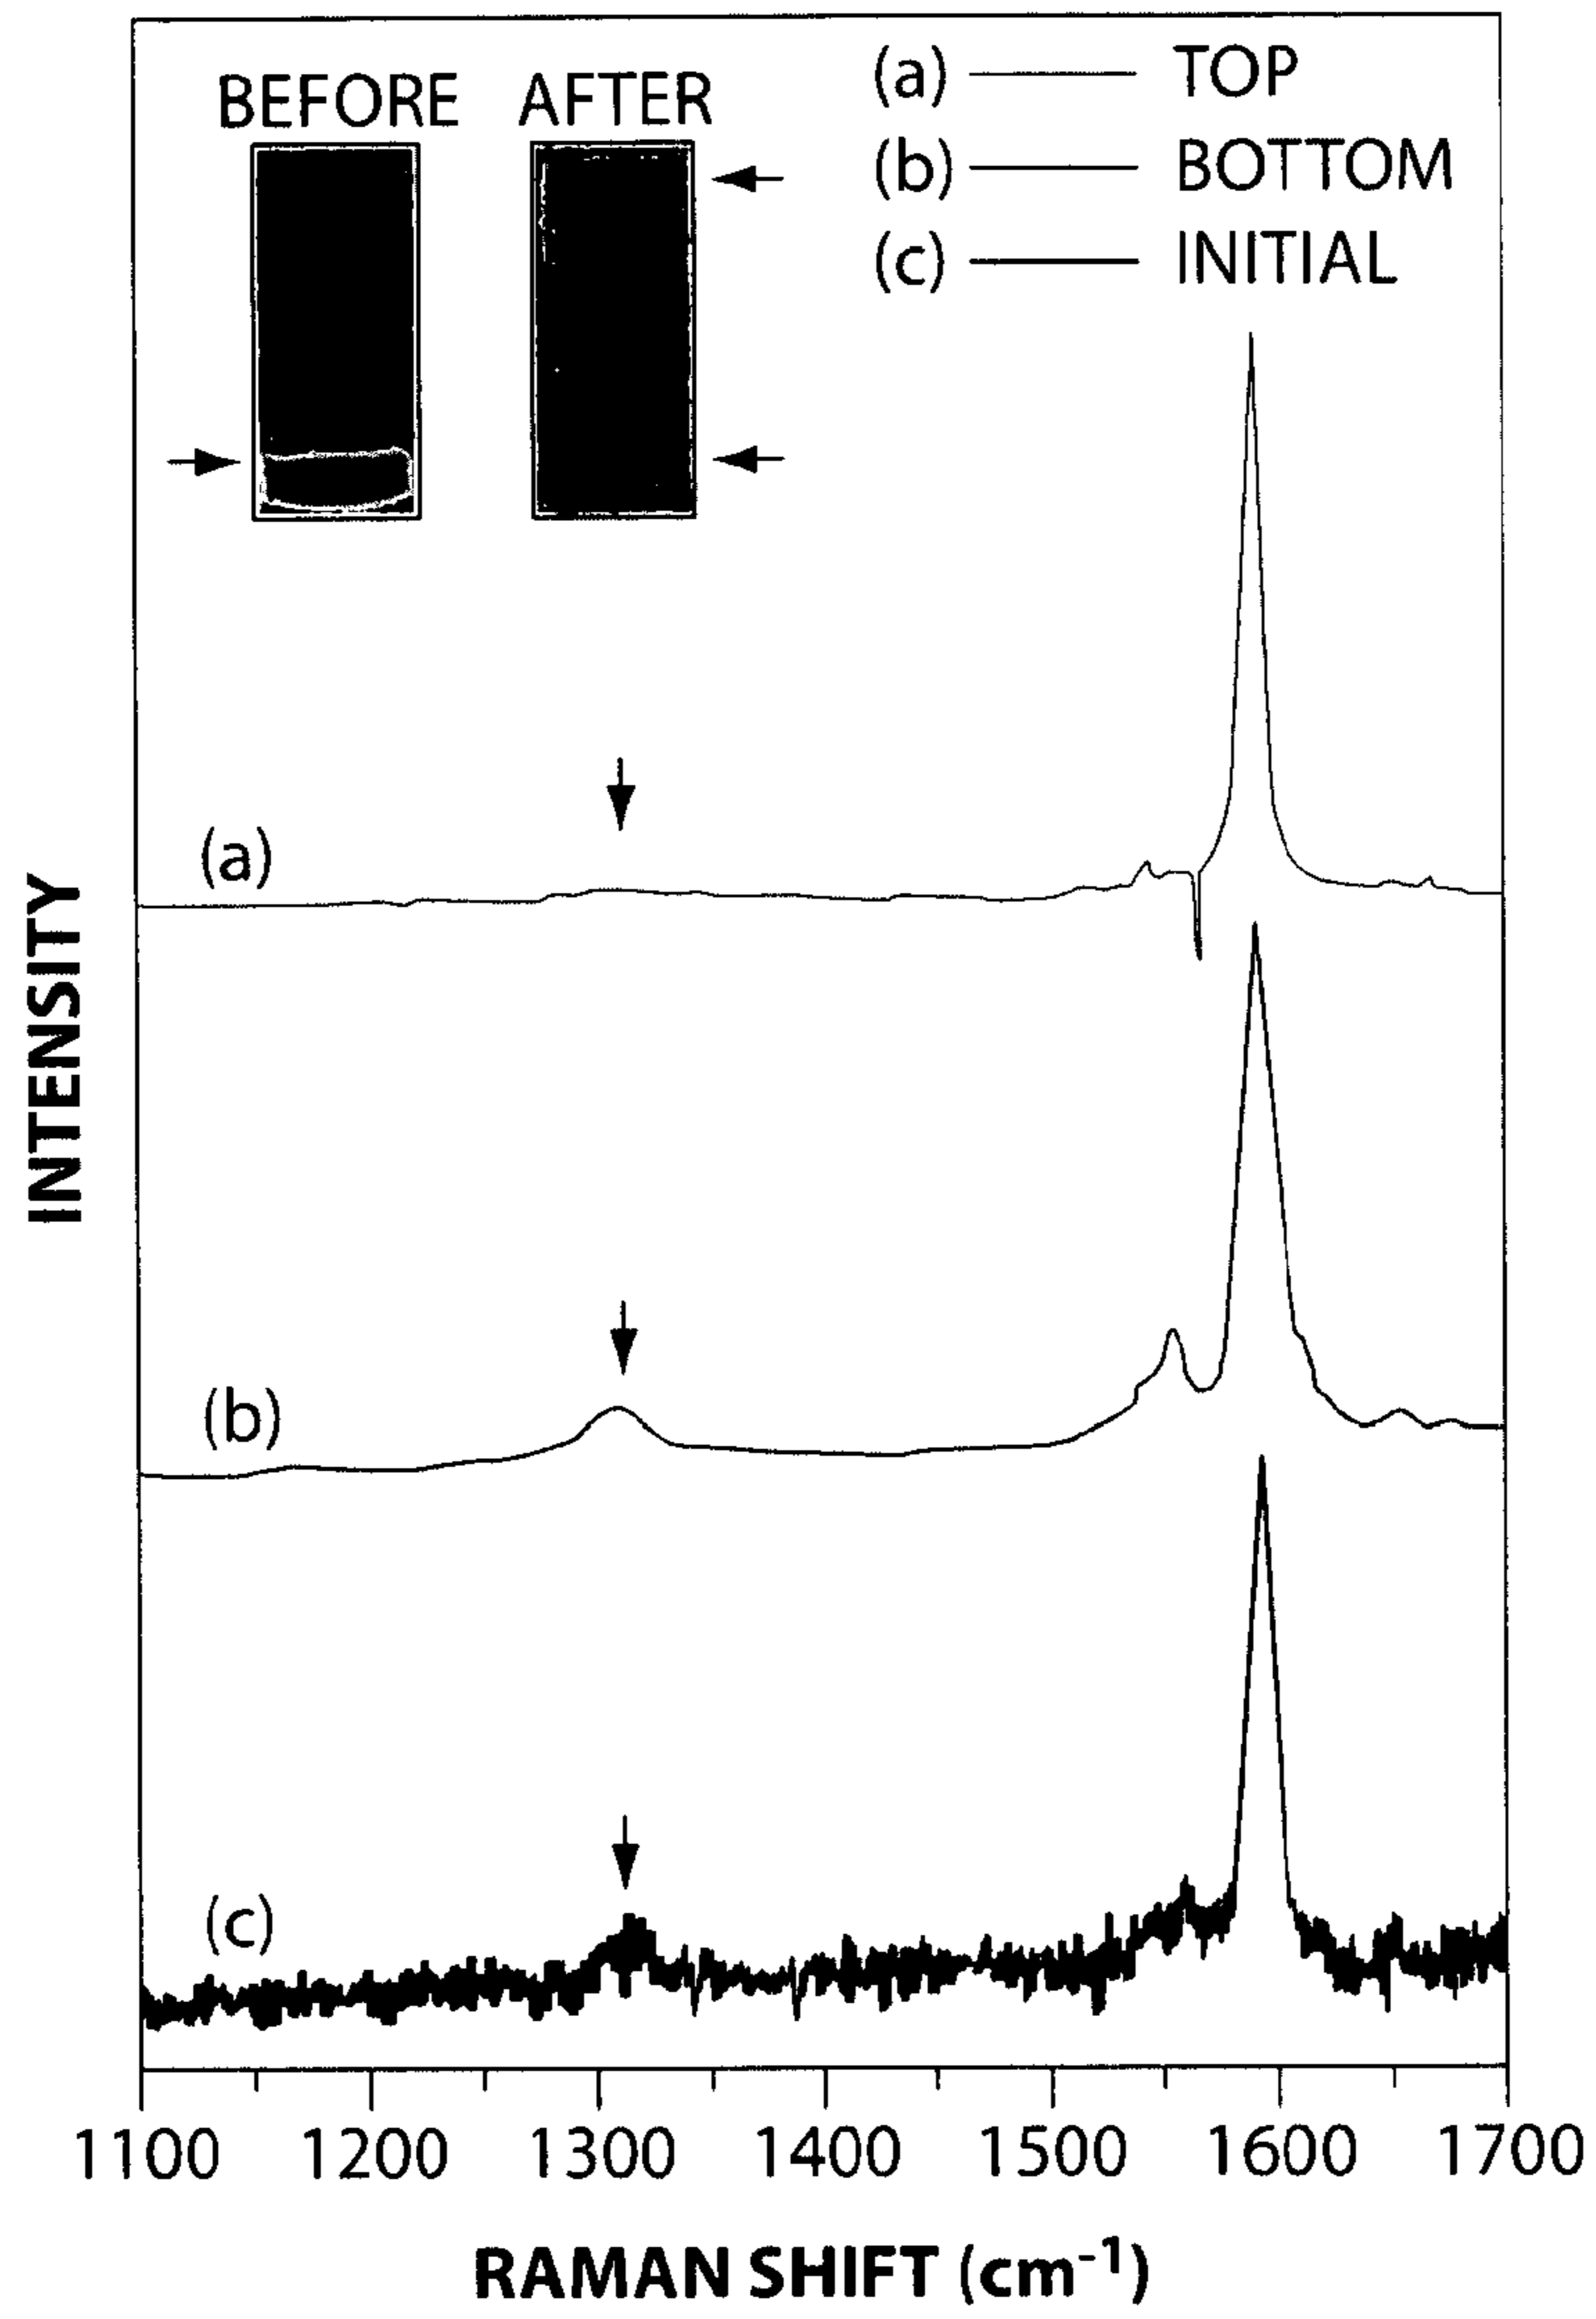 BEFORE AFTER
(a) TOP
(b) BOTTOM
(c) INITIAL
(a)
(b)
(c)
INTENSITY
1100 1200 1300 1400 1500 1600 1700
RAMAN SHIFT (cm⁻¹)